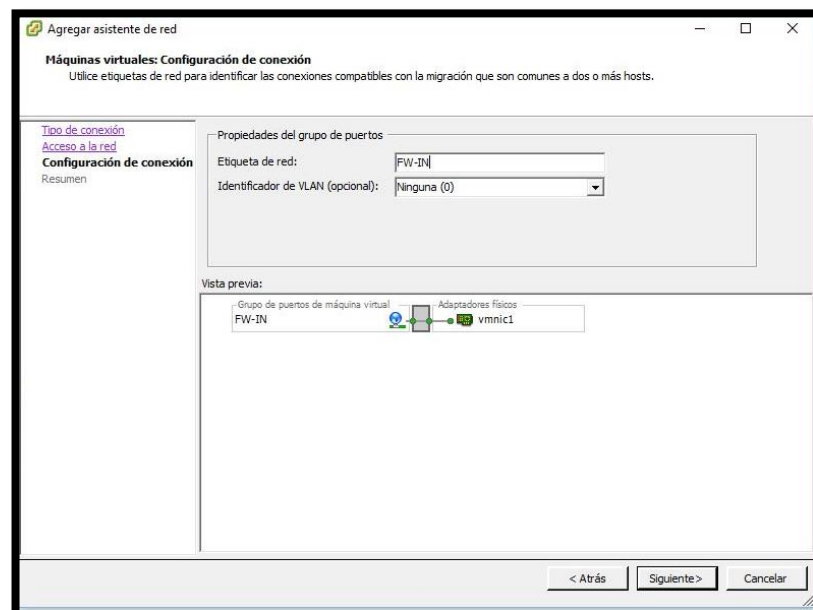 Agregar asistente de red
Máquinas virtuales: Configuración de conexión
Utilice etiquetas de red para identificar las conexiones compatibles con la migración que son comunes a dos o más hosts.
Tipo de conexión
Acceso a la red
Configuración de conexión
Resumen
Propiedades del grupo de puertos
Etiqueta de red:
FW-IN
Identificador de VLAN (opcional):
Ninguna (0)
Vista previa:
Grupo de puertos de máquina virtual
FW-IN
Adaptadores físicos
vmnic1
< Atrás
Siguiente >
Cancelar